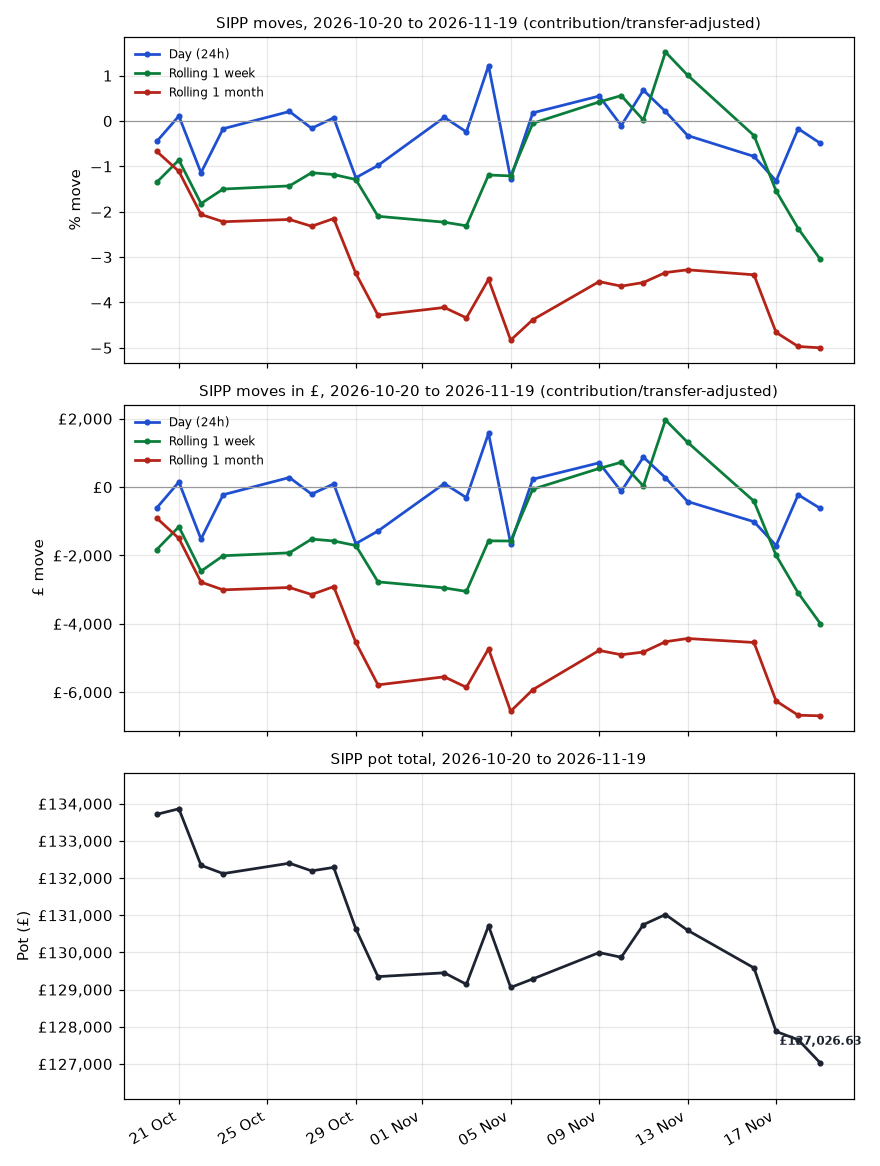 SIPP moves, 2026-10-20 to 2026-11-19 (contribution/transfer-adjusted)
Day (24h)
Rolling 1 week
Rolling 1 month
% move
1
0
−1
−2
−3
−4
−5
SIPP moves in £, 2026-10-20 to 2026-11-19 (contribution/transfer-adjusted)
Day (24h)
Rolling 1 week
Rolling 1 month
£ move
£2,000
£0
£-2,000
£-4,000
£-6,000
SIPP pot total, 2026-10-20 to 2026-11-19
Pot (£)
£134,000
£133,000
£132,000
£131,000
£130,000
£129,000
£128,000
£127,000
£127,026.63
21 Oct
25 Oct
29 Oct
01 Nov
05 Nov
09 Nov
13 Nov
17 Nov